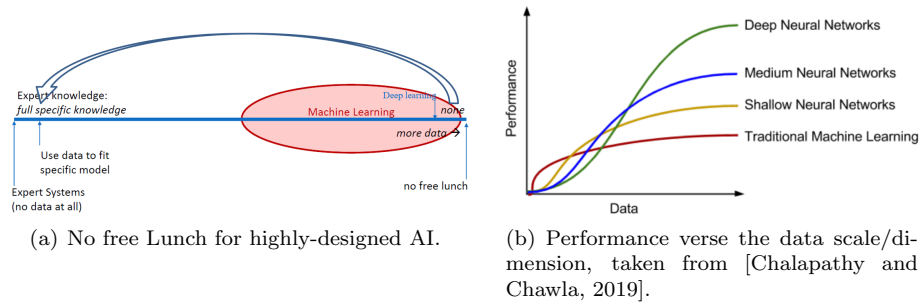 Expert knowledge:
full specific knowledge
Deep learning
none
Machine Learning
more data →
Use data to fit
specific model
no free lunch
Expert Systems
(no data at all)
(a) No free Lunch for highly-designed AI.
Performance
Deep Neural Networks
Medium Neural Networks
Shallow Neural Networks
Traditional Machine Learning
Data
(b) Performance verse the data scale/di-
mension, taken from [Chalapathy and
Chawla, 2019].